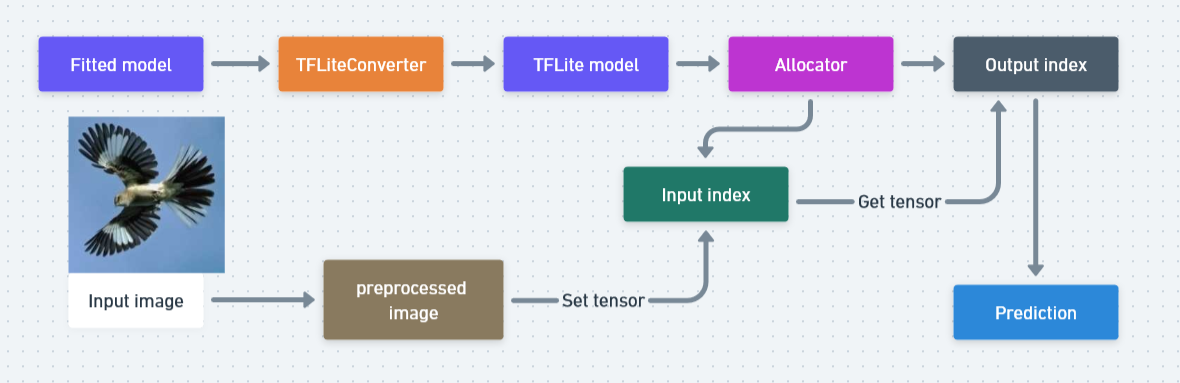 Fitted model
TFLiteConverter
TFLite model
Allocator
Output index
Input index
Get tensor
Input image
preprocessed
image
Set tensor
Prediction